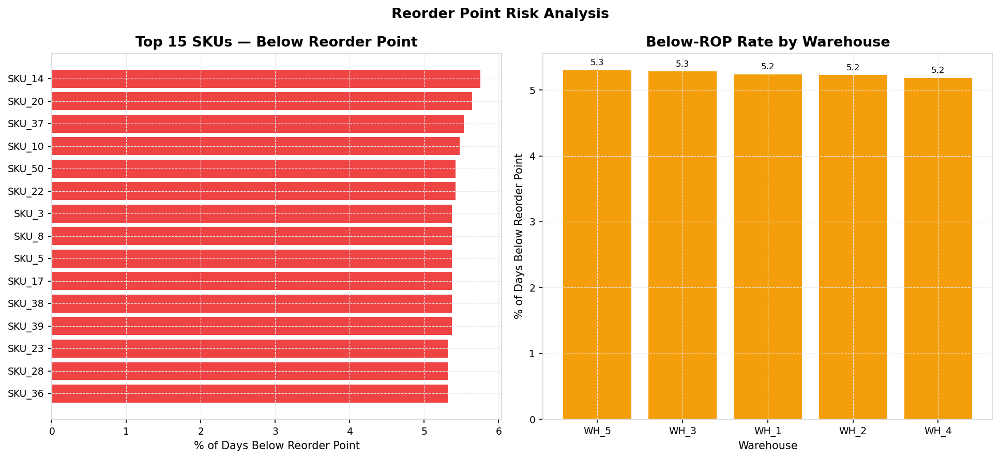 Reorder Point Risk Analysis
Top 15 SKUs — Below Reorder Point
SKU_14
SKU_20
SKU_37
SKU_10
SKU_50
SKU_22
SKU_3
SKU_8
SKU_5
SKU_17
SKU_38
SKU_39
SKU_23
SKU_28
SKU_36
0 1 2 3 4 5 6
% of Days Below Reorder Point
Below-ROP Rate by Warehouse
% of Days Below Reorder Point
5
4
3
2
1
0
5.3 5.3 5.2 5.2 5.2
WH_5 WH_3 WH_1 WH_2 WH_4
Warehouse